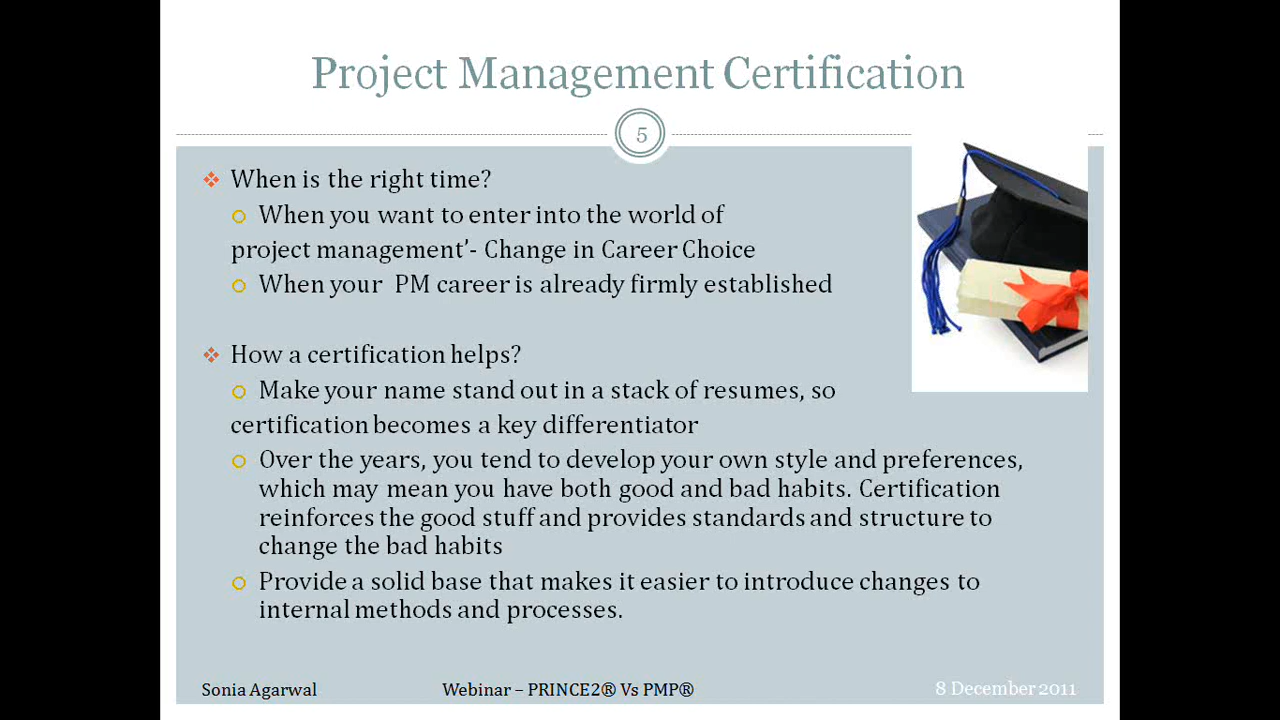 Project Management Certification
5
When is the right time?
When you want to enter into the world of
project management’- Change in Career Choice
When your PM career is already firmly established
How a certification helps?
Make your name stand out in a stack of resumes, so
certification becomes a key differentiator
Over the years, you tend to develop your own style and preferences,
which may mean you have both good and bad habits. Certification
reinforces the good stuff and provides standards and structure to
change the bad habits
Provide a solid base that makes it easier to introduce changes to
internal methods and processes.
Sonia Agarwal
Webinar – PRINCE2® Vs PMP®
8 December 2011